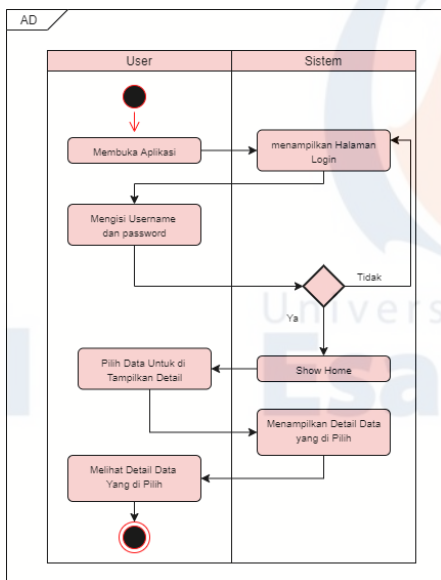 AD
User
Sistem
Membuka Aplikasi
menampilkan Halaman
Login
Mengisi Username
dan password
Tidak
Ya
Univers
Esa
Show Home
Pilih Data Untuk di
Tampilkan Detail
Menampilkan Detail Data
yang di Pilih
Melihat Detail Data
Yang di Pilih